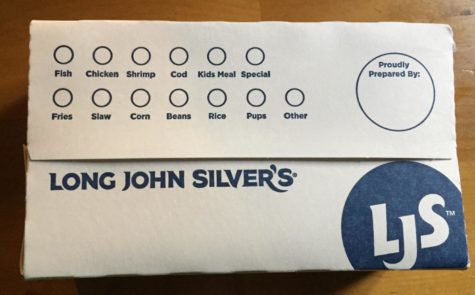 Fish Chicken Shrimp Cod Kids Meal Special
Fries Slaw Corn Beans Rice Pups Other
Proudly
Prepared By:
LONG JOHN SILVER'S®
LJS™